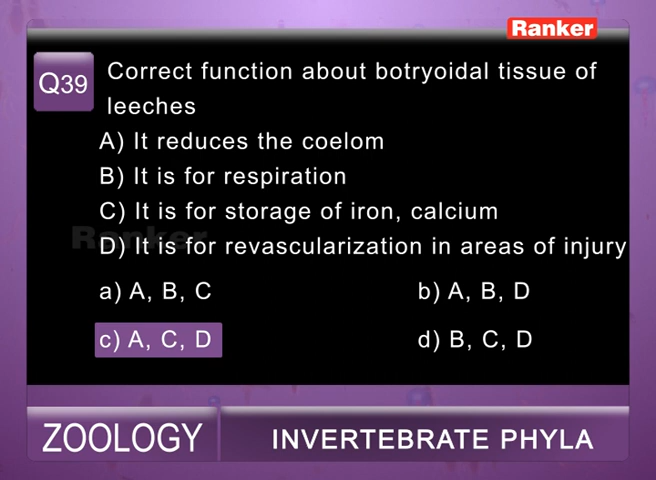 Ranker
Q39 Correct function about botryoidal tissue of
leeches
A) It reduces the coelom
B) It is for respiration
C) It is for storage of iron, calcium
Ranker
D) It is for revascularization in areas of injury
a) A, B, C b) A, B, D
c) A, C, D d) B, C, D
ZOOLOGY INVERTEBRATE PHYLA